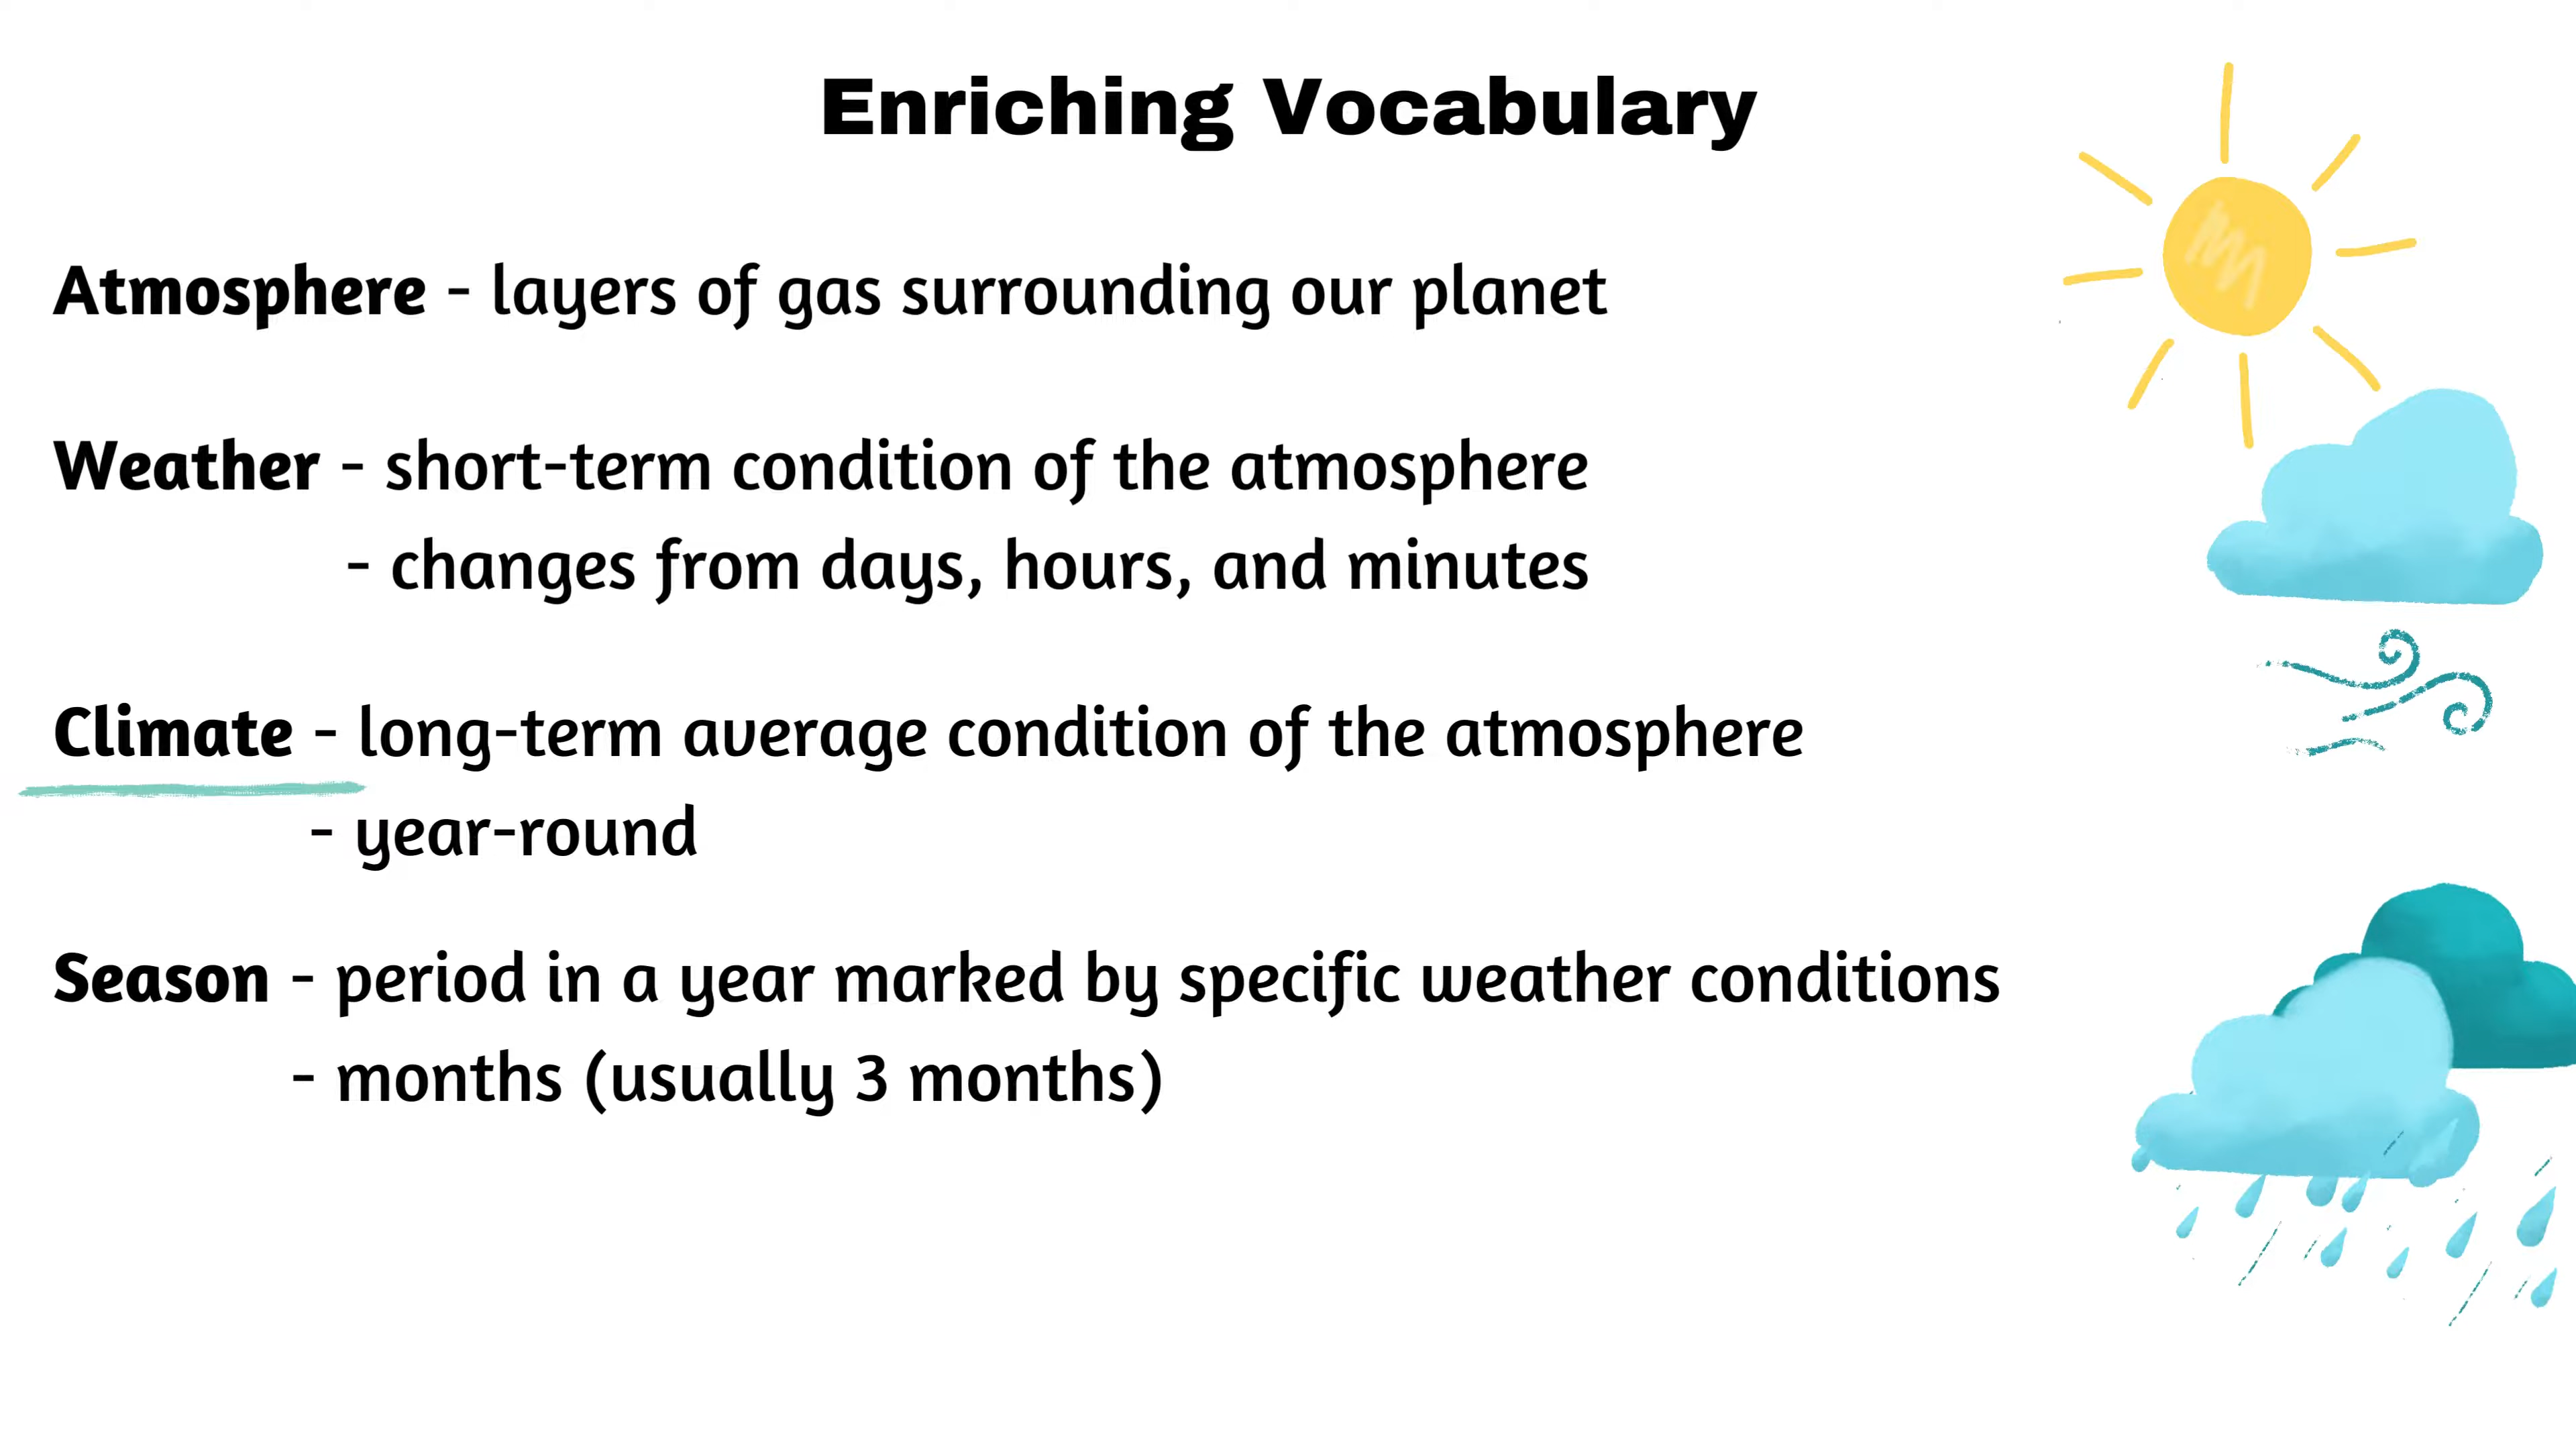 Enriching Vocabulary
Atmosphere - layers of gas surrounding our planet
Weather - short-term condition of the atmosphere
- changes from days, hours, and minutes
Climate - long-term average condition of the atmosphere
- year-round
Season - period in a year marked by specific weather conditions
- months (usually 3 months)